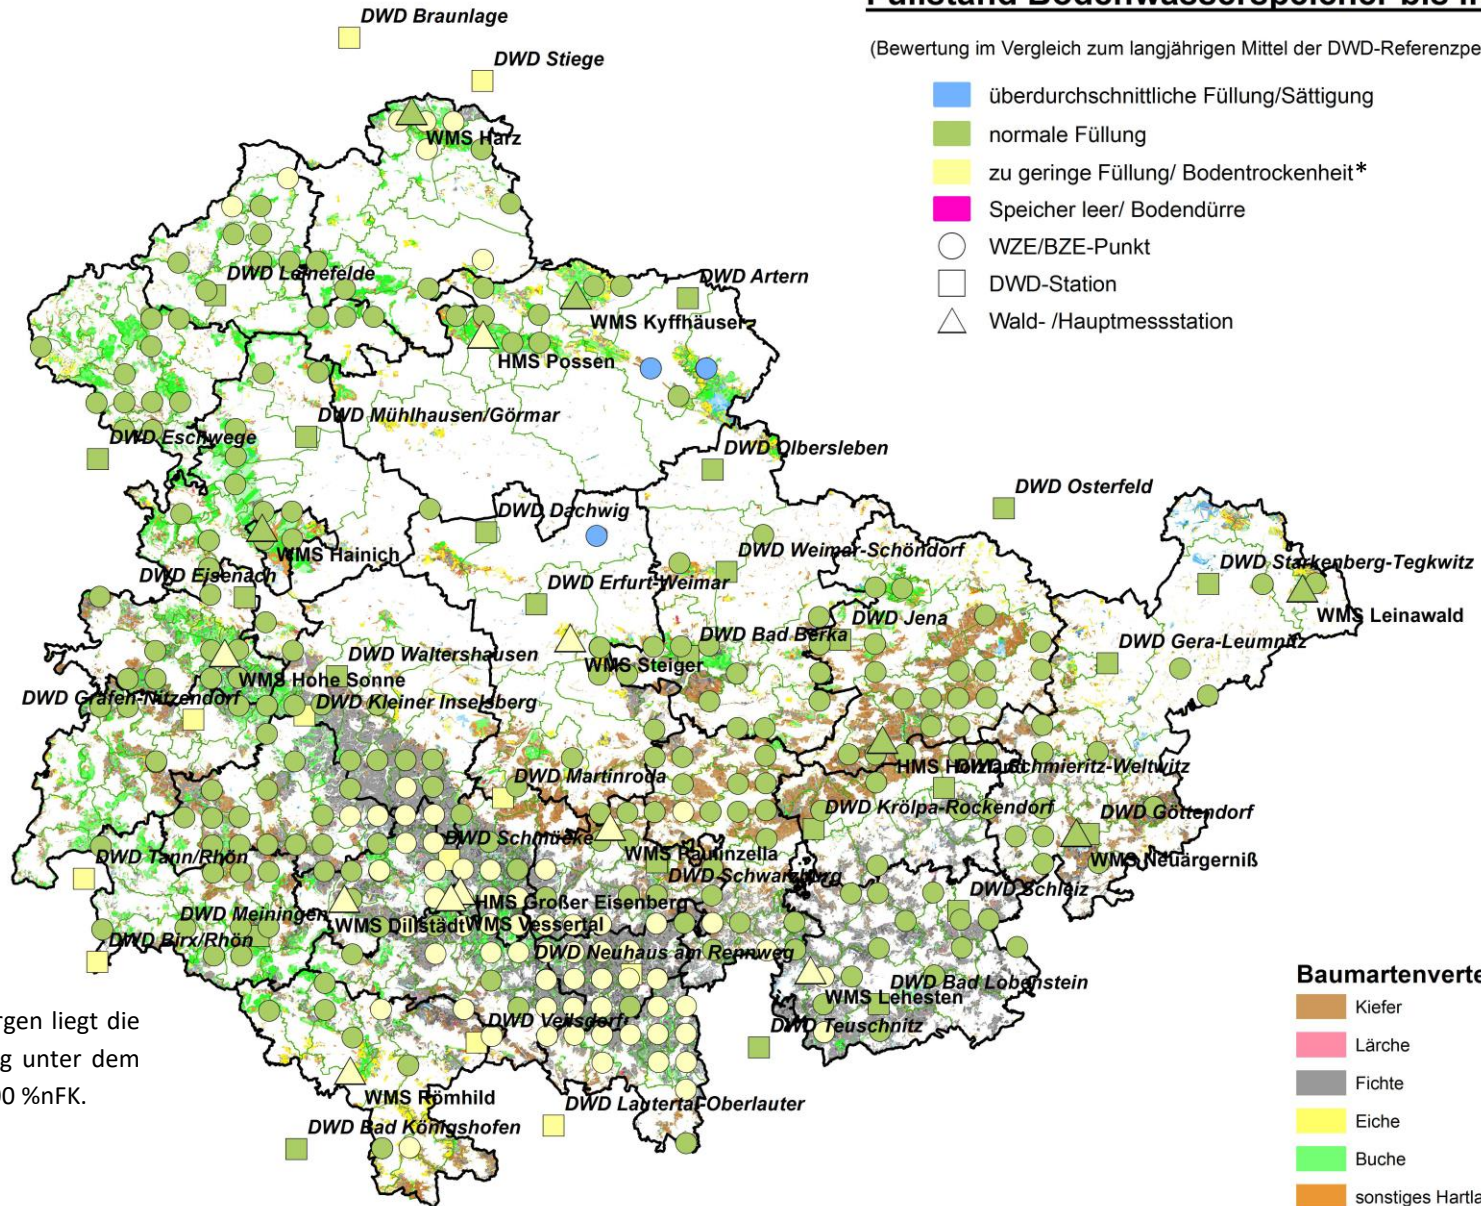 Füllstand Bodenwasserspeicher bis in
(Bewertung im Vergleich zum langjährigen Mittel der DWD-Referenzpe
überdurchschnittliche Füllung/Sättigung
normale Füllung
zu geringe Füllung/ Bodentrockenheit*
Speicher leer/ Bodendürre
WZE/BZE-Punkt
DWD-Station
Wald- /Hauptmessstation
DWD Braunlage
DWD Stiege
WMS Harz
DWD Leinefelde
DWD Artern
WMS Kyffhäuser
HMS Possen
DWD Mühlhausen/Görmar
DWD Eschwege
DWD Olbersleben
DWD Osterfeld
DWD Dachwig
WMS Hainich
DWD Weimar-Schöndorf
DWD Starkenberg-Tegkwitz
DWD Eisenach
DWD Erfurt-Weimar
WMS Leinawald
DWD Jena
DWD Bad Berka
DWD Gera-Leumnitz
DWD Waltershausen
WMS Steiger
WMS Hohe Sonne
DWD Gräfen-Nitzendorf
DWD Kleiner Inselsberg
HMS Holzland
DWD Schmieritz-Weltwitz
DWD Martinroda
DWD Krölpa-Rockendorf
DWD Göttendorf
DWD Schmücke
WMS Paulinzella
DWD Tann/Rhön
WMS Neuärgerniß
DWD Schwarzburg
DWD Schleiz
HMS Großer Eisenberg
DWD Meiningen
WMS Dillstädt
WMS Vessertal
DWD Birx/Rhön
DWD Neuhaus am Rennweg
DWD Bad Lobenstein
WMS Lehesten
DWD Veilsdorf
DWD Teuschnitz
WMS Römhild
DWD Lautertal-Oberlauter
DWD Bad Königshofen
rgen liegt die
g unter dem
00 %nFK.
Baumartenverte
Kiefer
Lärche
Fichte
Eiche
Buche
sonstiges Hartla